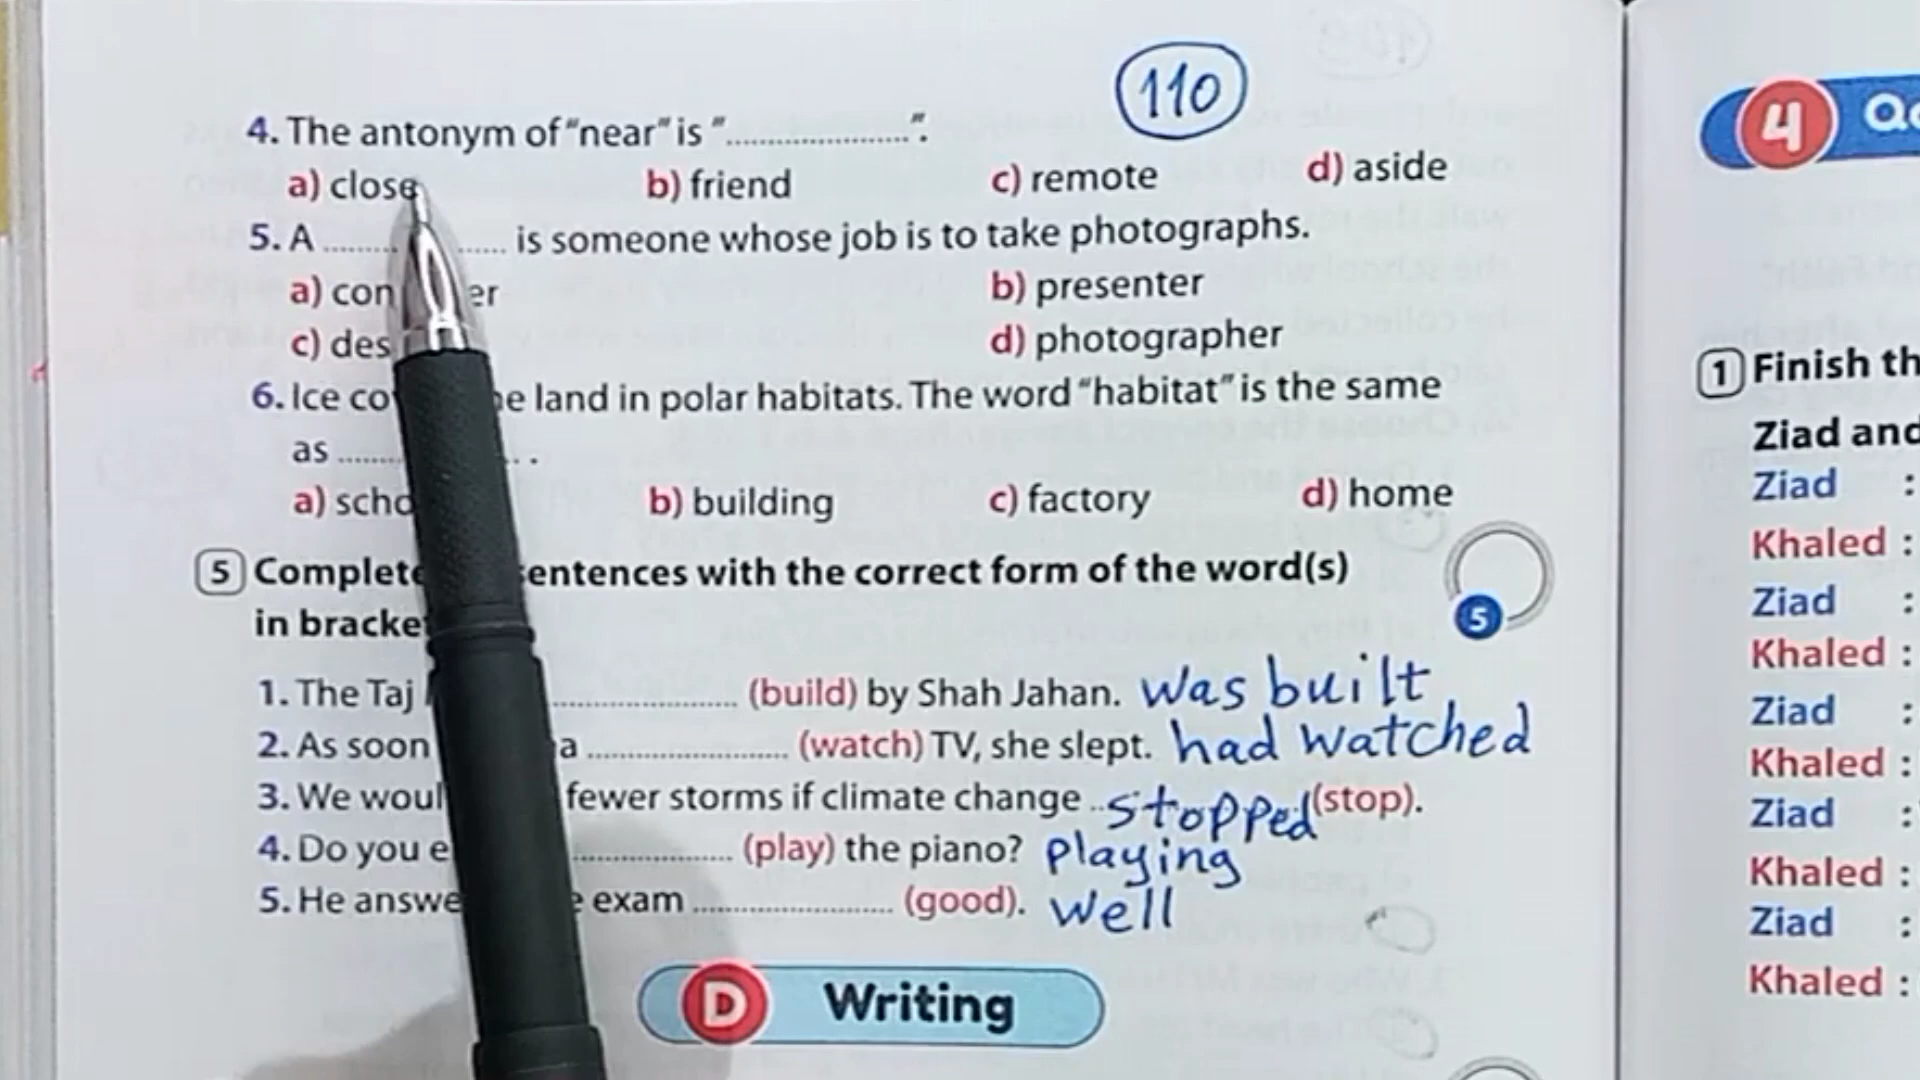 110
4. The antonym of "near" is "....................".
a) close b) friend c) remote d) aside
5. A .................... is someone whose job is to take photographs.
a) con er b) presenter
c) des d) photographer
6. Ice co e land in polar habitats. The word "habitat" is the same
as .................... .
a) scho b) building c) factory d) home
5 Complete entences with the correct form of the word(s)
in bracke
5
1. The Taj .................... (build) by Shah Jahan. was built
2. As soon a .................... (watch) TV, she slept. had watched
3. We woul fewer storms if climate change .. stopped (stop).
4. Do you e .................... (play) the piano? playing
5. He answe e exam .................... (good). well
D Writing
4
1 Finish th
Ziad and
Ziad :
Khaled :
Ziad :
Khaled :
Ziad :
Khaled :
Ziad :
Khaled :
Ziad :
Khaled :